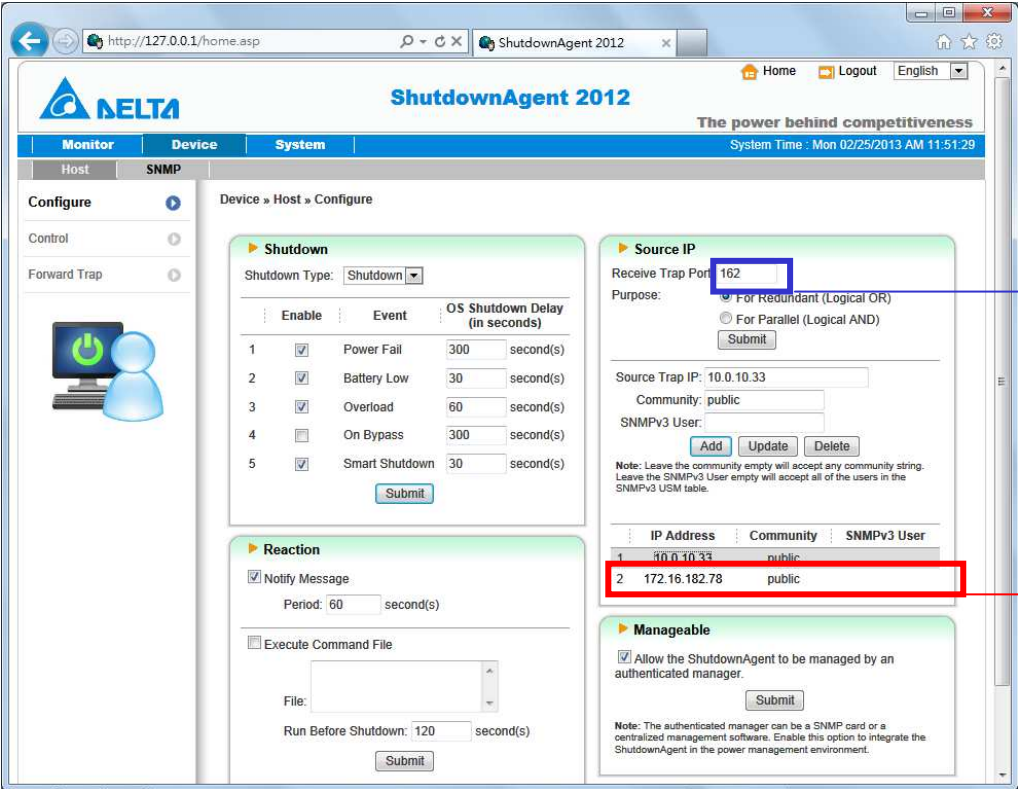 http://127.0.0.1/home.asp
ShutdownAgent 2012
Home Logout English
DELTA
ShutdownAgent 2012
The power behind competitiveness
Monitor Device System
System Time : Mon 02/25/2013 AM 11:51:29
Host SNMP
Configure
Control
Forward Trap
Device » Host » Configure
Shutdown
Shutdown Type: Shutdown
Enable Event OS Shutdown Delay (in seconds)
1 Power Fail 300 second(s)
2 Battery Low 30 second(s)
3 Overload 60 second(s)
4 On Bypass 300 second(s)
5 Smart Shutdown 30 second(s)
Submit
Reaction
Notify Message
Period: 60 second(s)
Execute Command File
File:
Run Before Shutdown: 120 second(s)
Submit
Source IP
Receive Trap Port 162
Purpose: For Redundant (Logical OR)
For Parallel (Logical AND)
Submit
Source Trap IP: 10.0.10.33
Community: public
SNMPv3 User:
Add Update Delete
Note: Leave the community empty will accept any community string.
Leave the SNMPv3 User empty will accept all of the users in the
SNMPv3 USM table.
IP Address Community SNMPv3 User
1 10.0.10.33 public
2 172.16.182.78 public
Manageable
Allow the ShutdownAgent to be managed by an
authenticated manager.
Submit
Note: The authenticated manager can be a SNMP card or a
centralized management software. Enable this option to integrate the
ShutdownAgent in the power management environment.